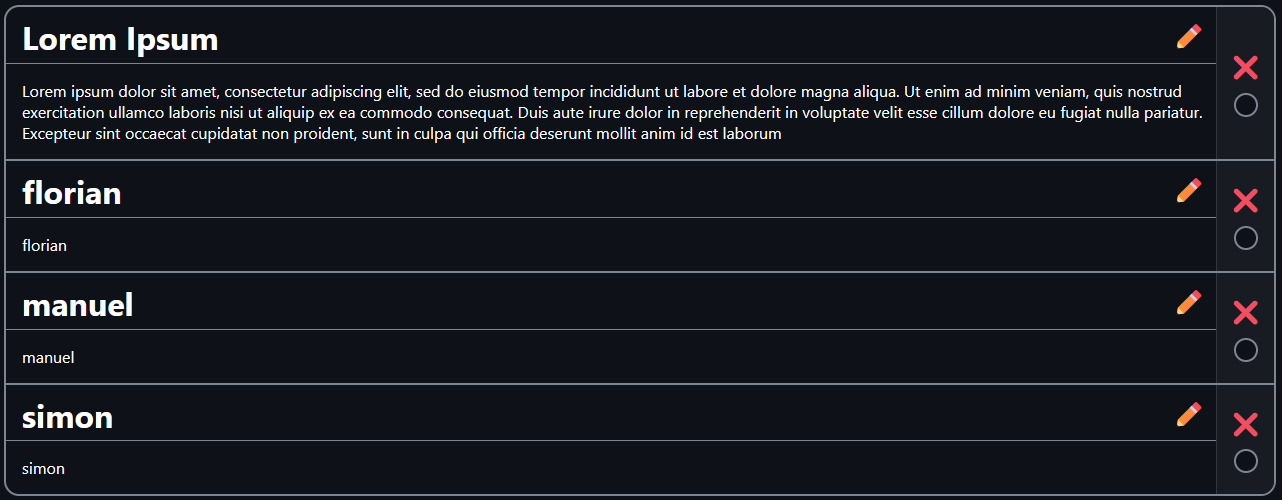 Lorem Ipsum
Lorem ipsum dolor sit amet, consectetur adipiscing elit, sed do eiusmod tempor incididunt ut labore et dolore magna aliqua. Ut enim ad minim veniam, quis nostrud
exercitation ullamco laboris nisi ut aliquip ex ea commodo consequat. Duis aute irure dolor in reprehenderit in voluptate velit esse cillum dolore eu fugiat nulla pariatur.
Excepteur sint occaecat cupidatat non proident, sunt in culpa qui officia deserunt mollit anim id est laborum
florian
florian
manuel
manuel
simon
simon